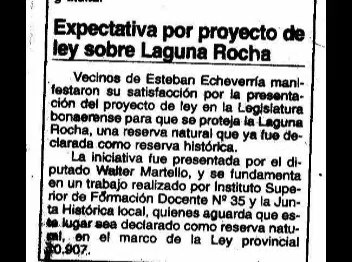 Expectativa por proyecto de
ley sobre Laguna Rocha
Vecinos de Esteban Echeverría mani-
festaron su satisfacción por la presenta-
ción del proyecto de ley en la Legislatura
bonaerense para que se proteja la Laguna
Rocha, una reserva natural que ya fue de-
clarada como reserva histórica.
La iniciativa fue presentada por el di-
putado Walter Martello, y se fundamenta
en un trabajo realizado por Instituto Supe-
rior de Formación Docente Nº 35 y la Jun-
ta Histórica local, quienes aguarda que es-
te lugar sea declarado como reserva natu-
ral, en el marco de la Ley provincial
10.907.